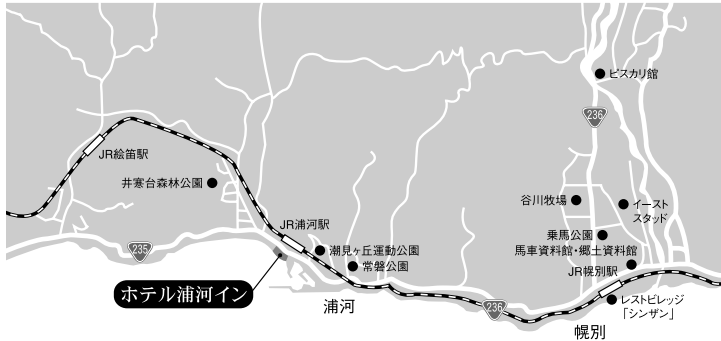 ピスカリ館
236
JR絵笛駅
井寒台森林公園
谷川牧場
イースト
スタッド
JR浦河駅
235
潮見ヶ丘運動公園
常盤公園
乗馬公園
馬車資料館・郷土資料館
JR幌別駅
ホテル浦河イン
浦河
236
レストビレッジ
「シンザン」
幌別